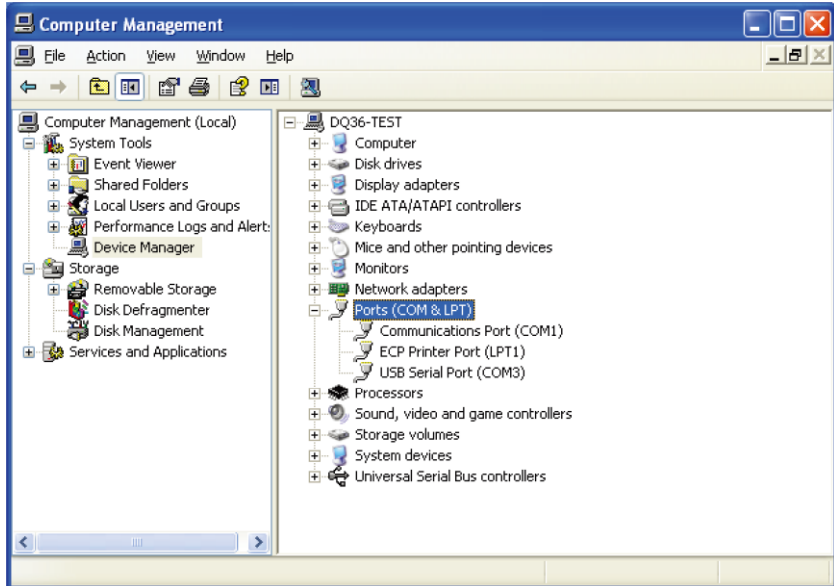 Computer Management
File Action View Window Help
Computer Management (Local)
System Tools
Event Viewer
Shared Folders
Local Users and Groups
Performance Logs and Alert:
Device Manager
Storage
Removable Storage
Disk Defragmenter
Disk Management
Services and Applications
DQ36-TEST
Computer
Disk drives
Display adapters
IDE ATA/ATAPI controllers
Keyboards
Mice and other pointing devices
Monitors
Network adapters
Ports (COM & LPT)
Communications Port (COM1)
ECP Printer Port (LPT1)
USB Serial Port (COM3)
Processors
Sound, video and game controllers
Storage volumes
System devices
Universal Serial Bus controllers